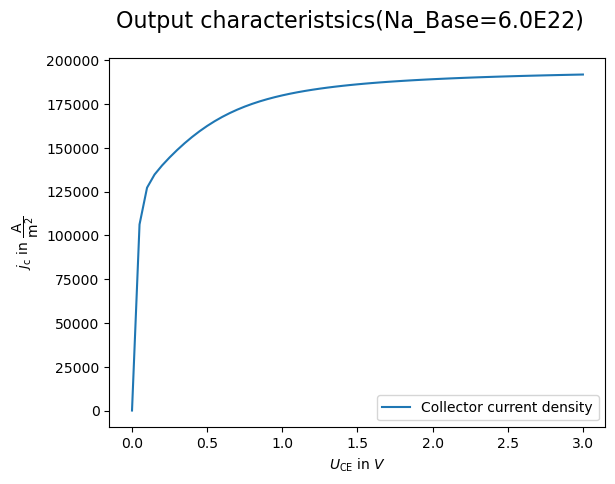 Output characteristsics(Na_Base=6.0E22)
200000
175000
150000
125000
100000
75000
50000
25000
0
j_c in A/m²
0.0 0.5 1.0 1.5 2.0 2.5 3.0
U_CE in V
Collector current density